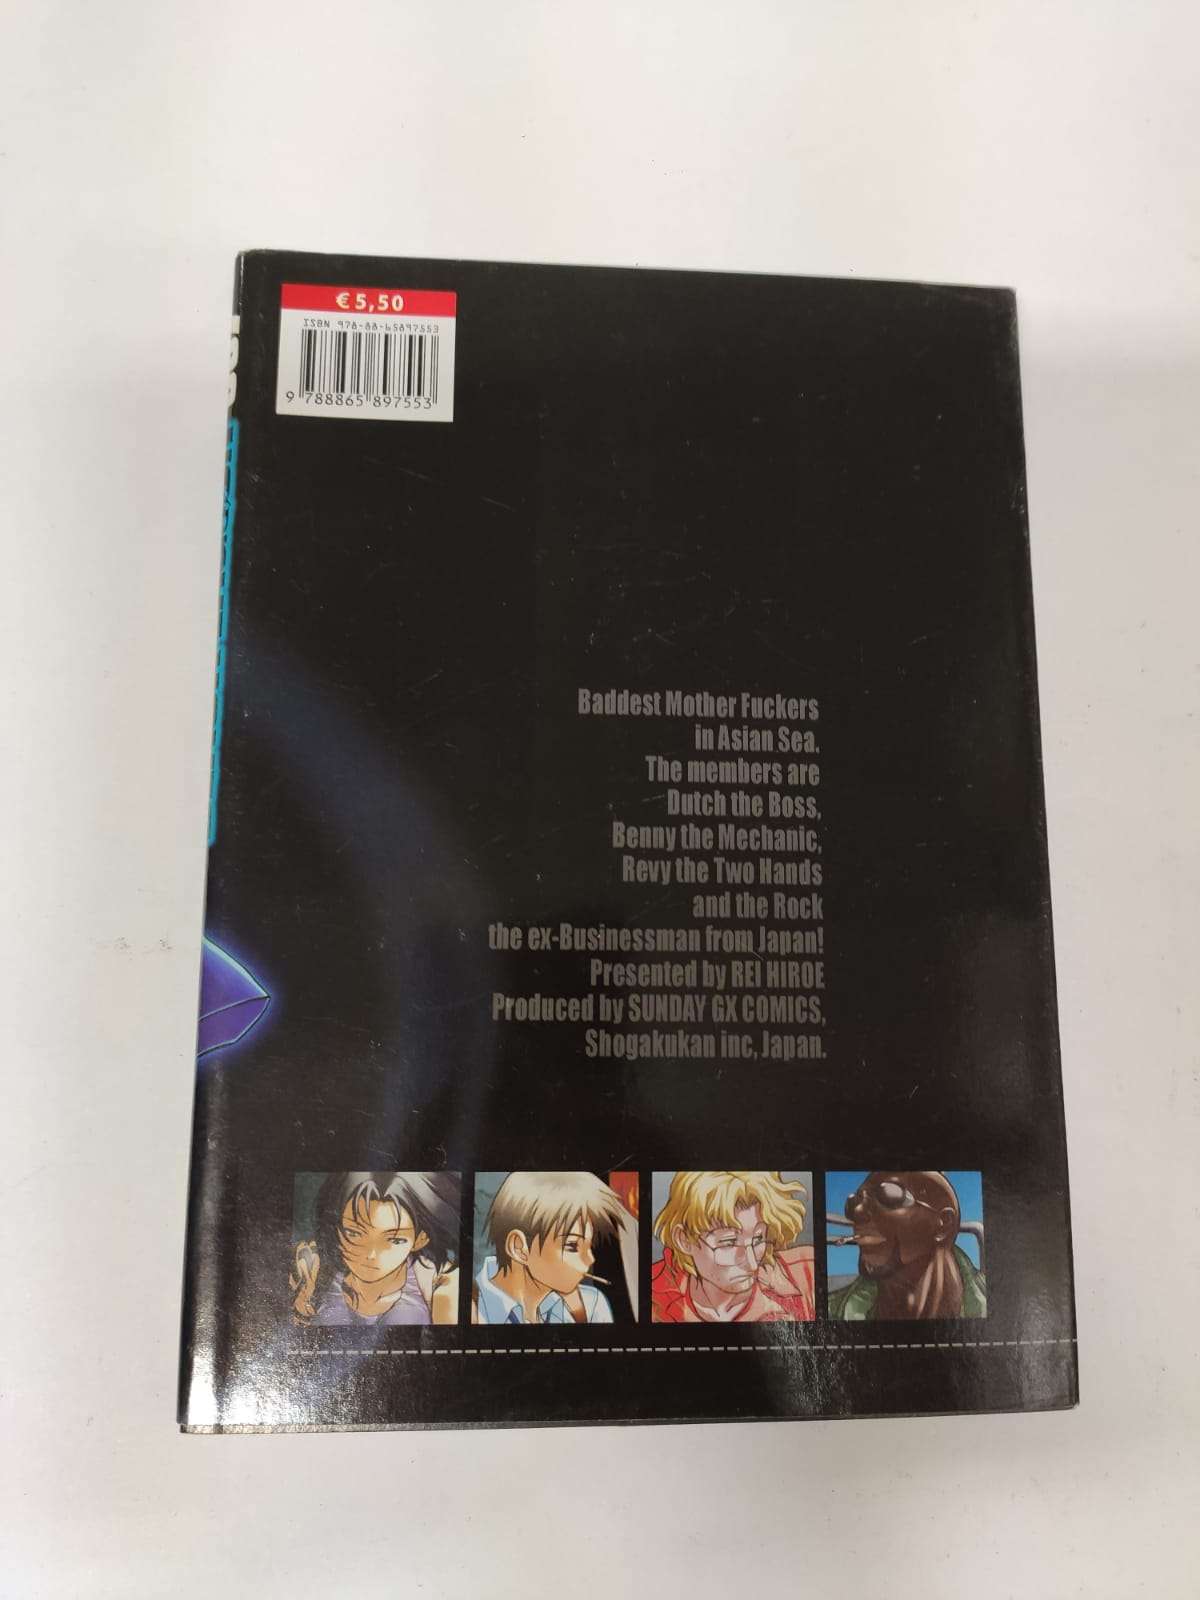 € 5,50
ISBN 978-88-65897553
9 788865 897553
Baddest Mother Fuckers
in Asian Sea.
The members are
Dutch the Boss,
Benny the Mechanic,
Revy the Two Hands
and the Rock
the ex-Businessman from Japan!
Presented by REI HIROE
Produced by SUNDAY GX COMICS,
Shogakukan inc, Japan.